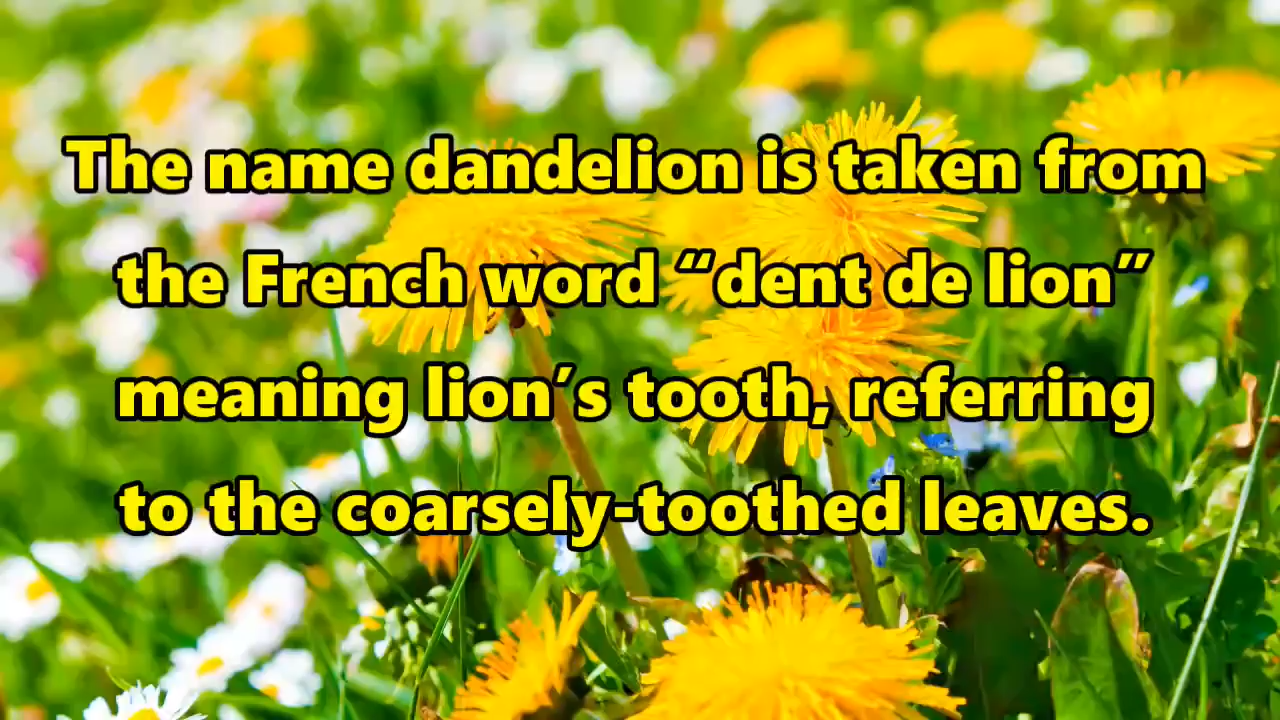 The name dandelion is taken from
the French word “dent de lion”
meaning lion’s tooth, referring
to the coarsely-toothed leaves.